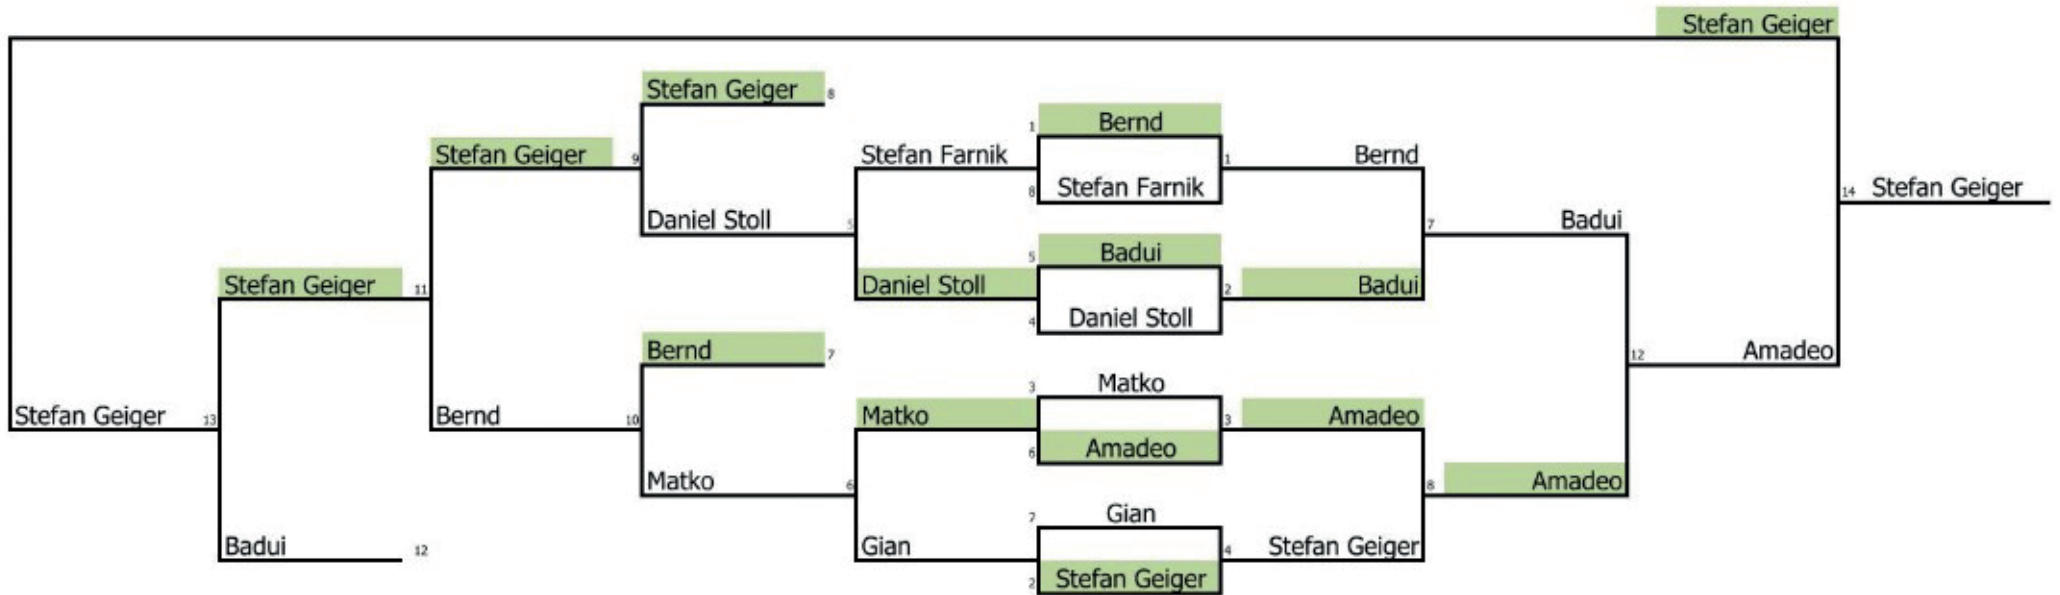 Stefan Geiger
Stefan Geiger 8
1 Bernd
Stefan Geiger 9
Stefan Farnik
1 Bernd
8 Stefan Farnik
14 Stefan Geiger
Daniel Stoll 5
7 Badui
5 Badui
Stefan Geiger 11
Daniel Stoll
2 Badui
4 Daniel Stoll
Bernd 7
12 Amadeo
3 Matko
Stefan Geiger 13
Bernd 10
Matko
3 Amadeo
6 Amadeo
Matko 6
8 Amadeo
7 Gian
Badui 12
Gian
4 Stefan Geiger
2 Stefan Geiger